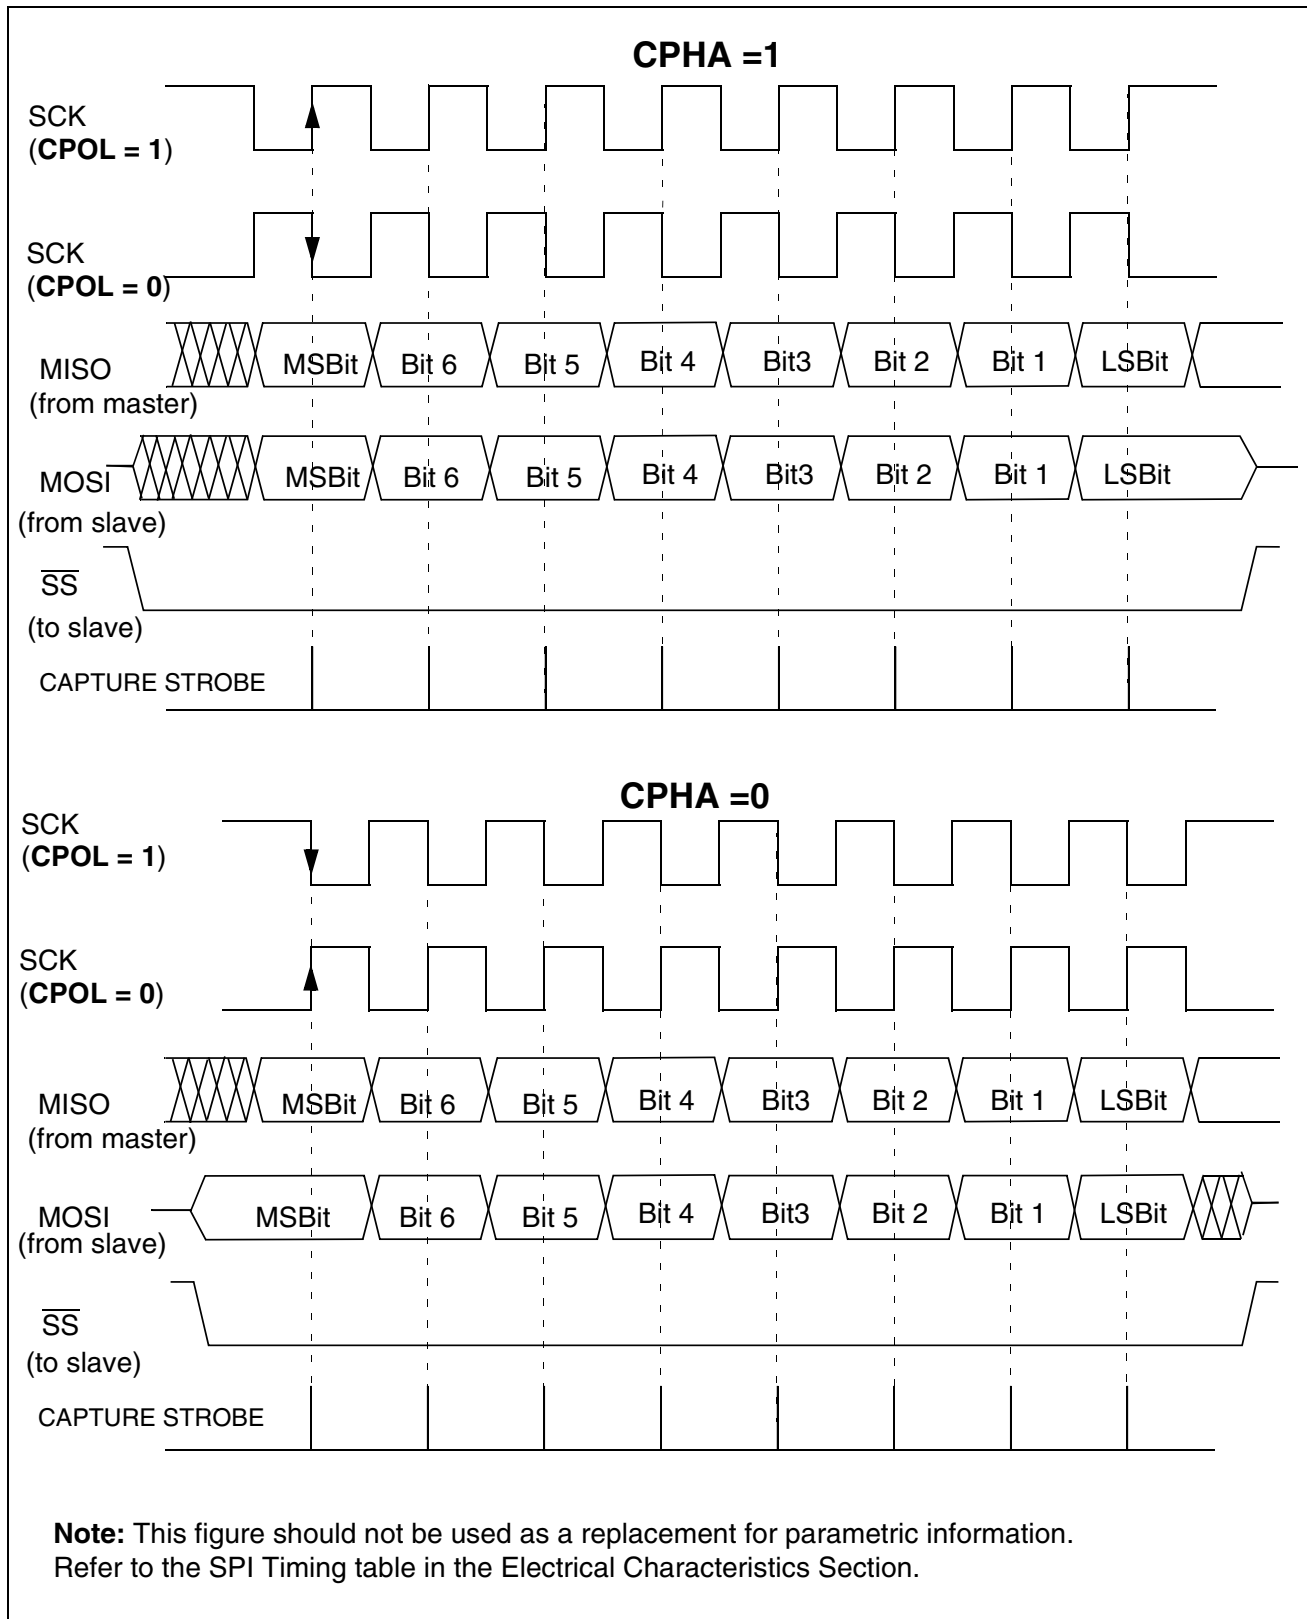 CPHA =1
SCK
(CPOL = 1)
SCK
(CPOL = 0)
MISO
(from master)
MSBit Bit 6 Bit 5 Bit 4 Bit3 Bit 2 Bit 1 LSBit
MOSI
(from slave)
MSBit Bit 6 Bit 5 Bit 4 Bit3 Bit 2 Bit 1 LSBit
SS
(to slave)
CAPTURE STROBE
CPHA =0
SCK
(CPOL = 1)
SCK
(CPOL = 0)
MISO
(from master)
MSBit Bit 6 Bit 5 Bit 4 Bit3 Bit 2 Bit 1 LSBit
MOSI
(from slave)
MSBit Bit 6 Bit 5 Bit 4 Bit3 Bit 2 Bit 1 LSBit
SS
(to slave)
CAPTURE STROBE
Note: This figure should not be used as a replacement for parametric information.
Refer to the SPI Timing table in the Electrical Characteristics Section.